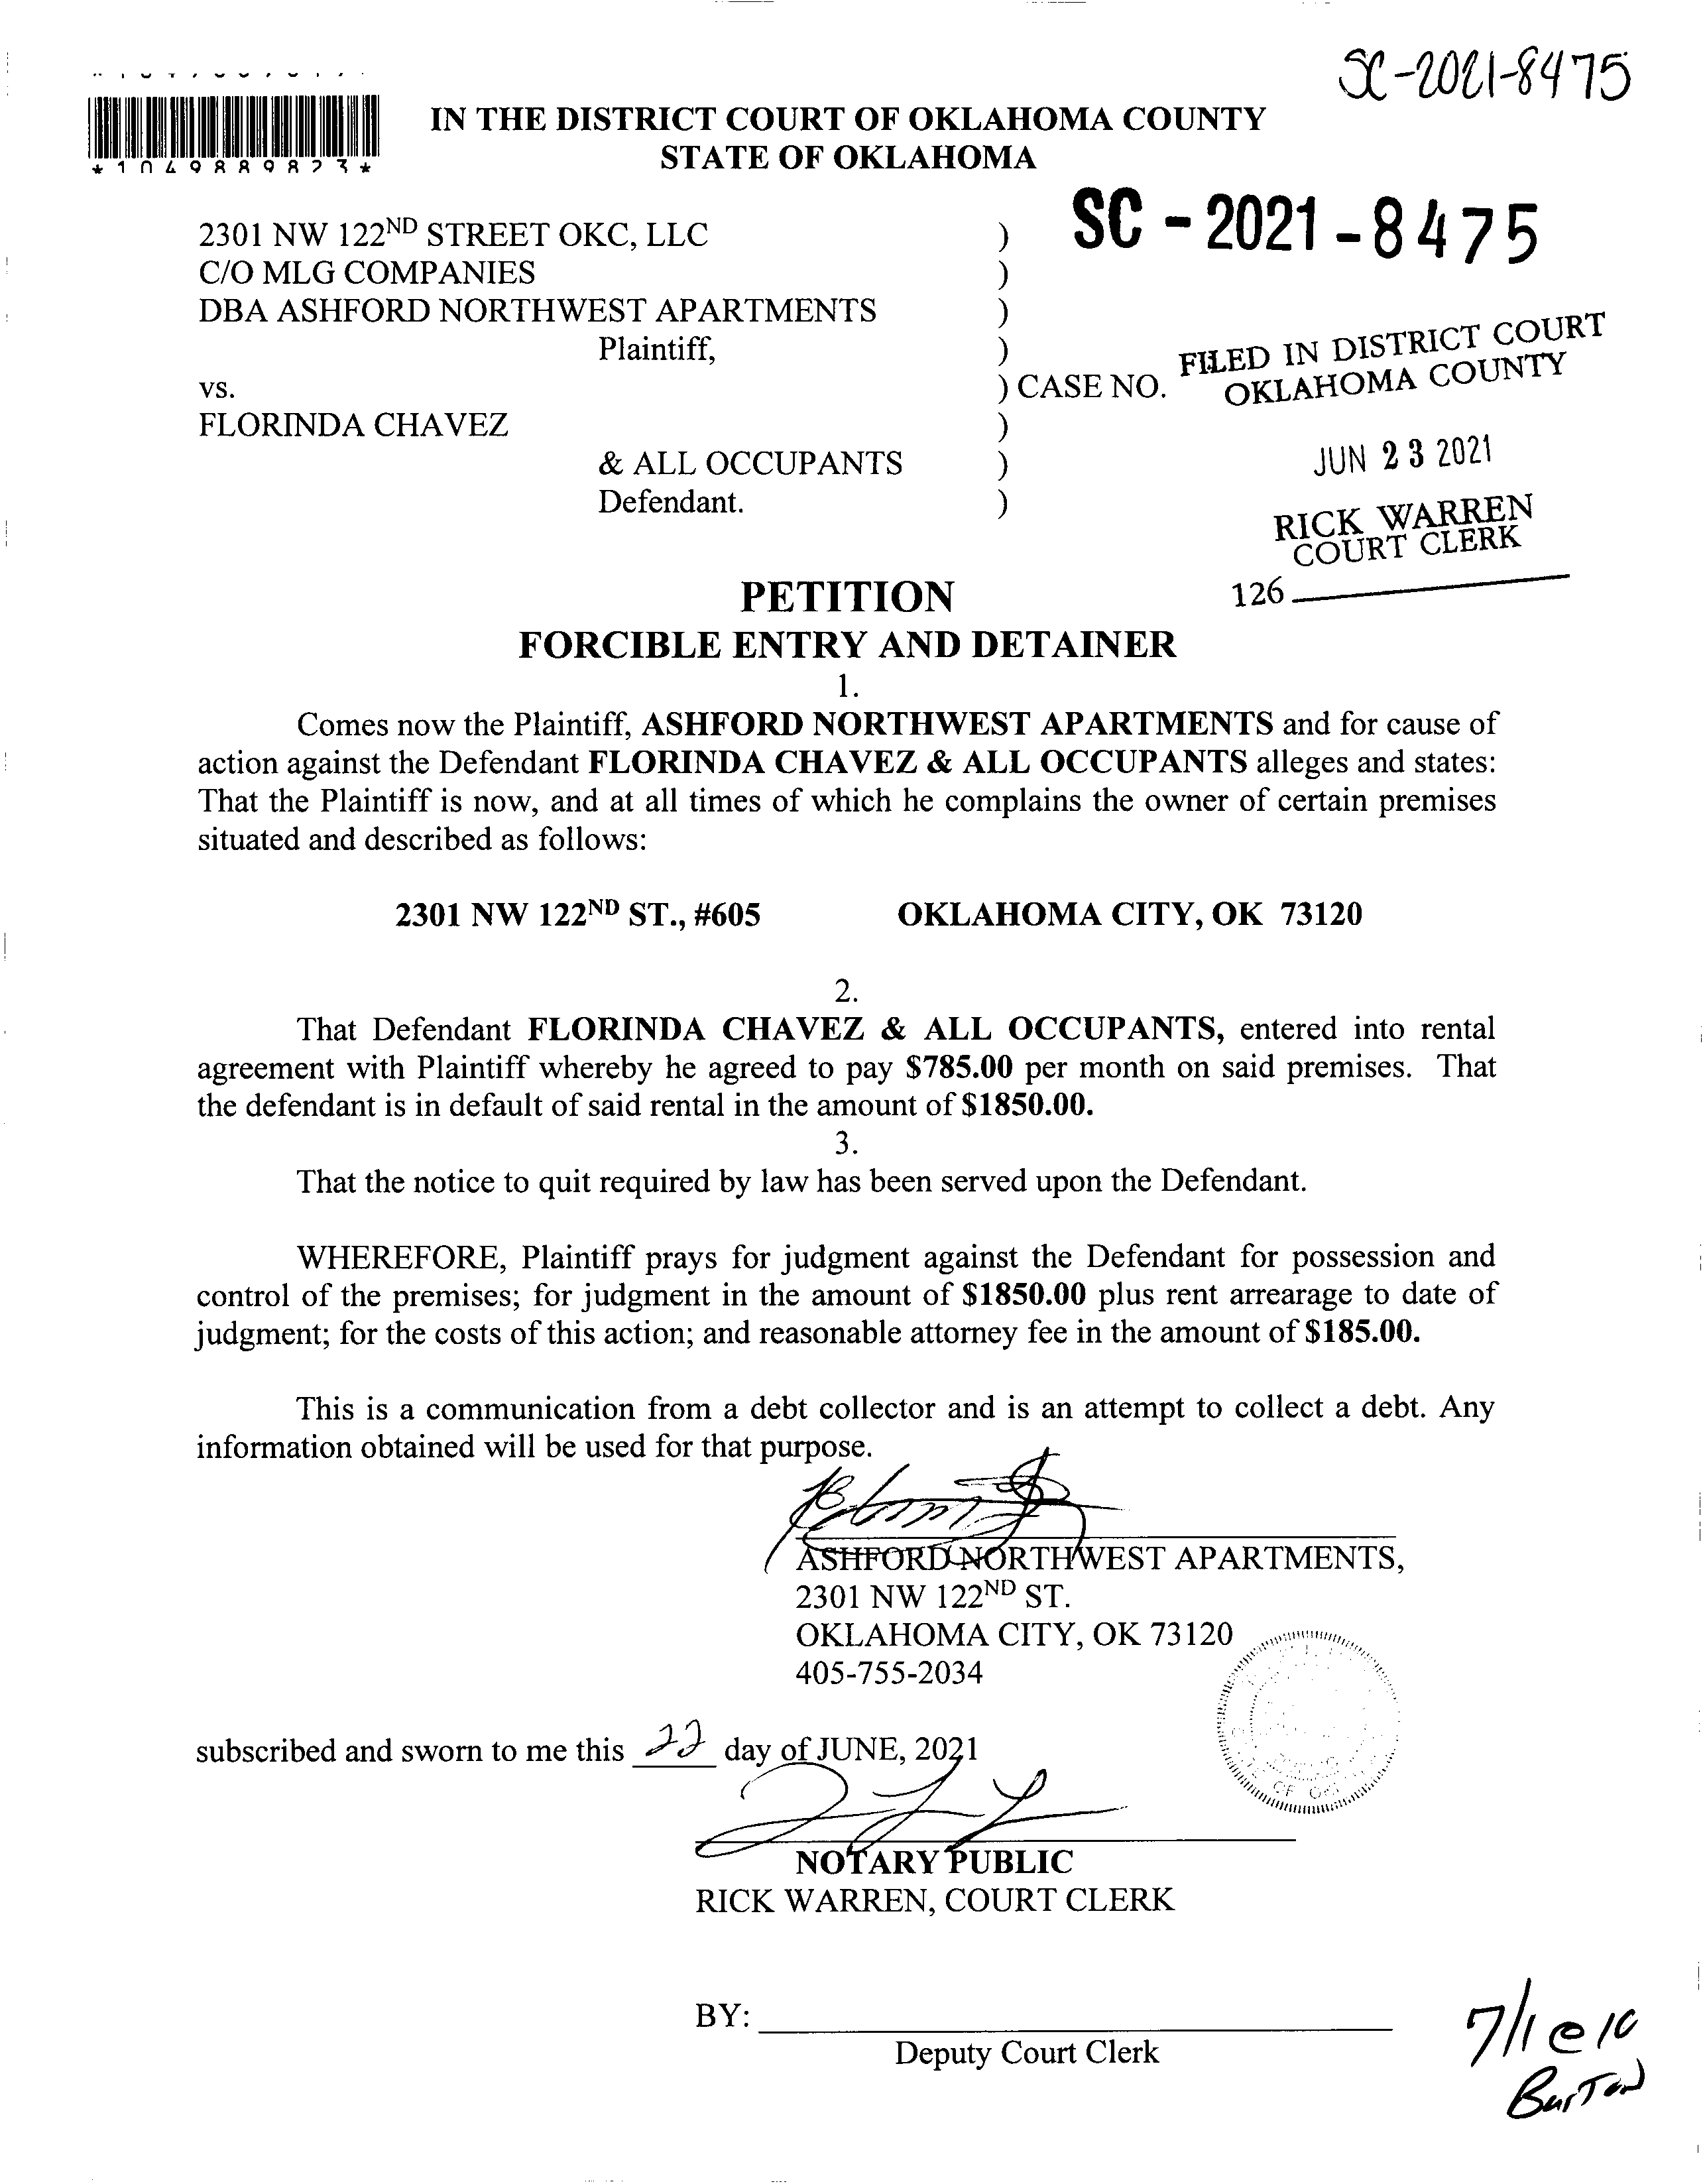 SC-2021-8475
*1049889823*
IN THE DISTRICT COURT OF OKLAHOMA COUNTY
STATE OF OKLAHOMA
SC - 2021 - 8475
2301 NW 122ND STREET OKC, LLC )
C/O MLG COMPANIES )
DBA ASHFORD NORTHWEST APARTMENTS )
Plaintiff, )
vs. ) CASE NO.
FLORINDA CHAVEZ )
& ALL OCCUPANTS )
Defendant. )
FILED IN DISTRICT COURT
OKLAHOMA COUNTY
JUN 23 2021
RICK WARREN
COURT CLERK
126
PETITION
FORCIBLE ENTRY AND DETAINER
1.
Comes now the Plaintiff, ASHFORD NORTHWEST APARTMENTS and for cause of
action against the Defendant FLORINDA CHAVEZ & ALL OCCUPANTS alleges and states:
That the Plaintiff is now, and at all times of which he complains the owner of certain premises
situated and described as follows:
2301 NW 122ND ST., #605 OKLAHOMA CITY, OK 73120
2.
That Defendant FLORINDA CHAVEZ & ALL OCCUPANTS, entered into rental
agreement with Plaintiff whereby he agreed to pay $785.00 per month on said premises. That
the defendant is in default of said rental in the amount of $1850.00.
3.
That the notice to quit required by law has been served upon the Defendant.
WHEREFORE, Plaintiff prays for judgment against the Defendant for possession and
control of the premises; for judgment in the amount of $1850.00 plus rent arrearage to date of
judgment; for the costs of this action; and reasonable attorney fee in the amount of $185.00.
This is a communication from a debt collector and is an attempt to collect a debt. Any
information obtained will be used for that purpose.
ASHFORD NORTHWEST APARTMENTS,
2301 NW 122ND ST.
OKLAHOMA CITY, OK 73120
405-755-2034
subscribed and sworn to me this 22 day of JUNE, 2021
NOTARY PUBLIC
RICK WARREN, COURT CLERK
BY:
Deputy Court Clerk
7/1 @ 10
Burton